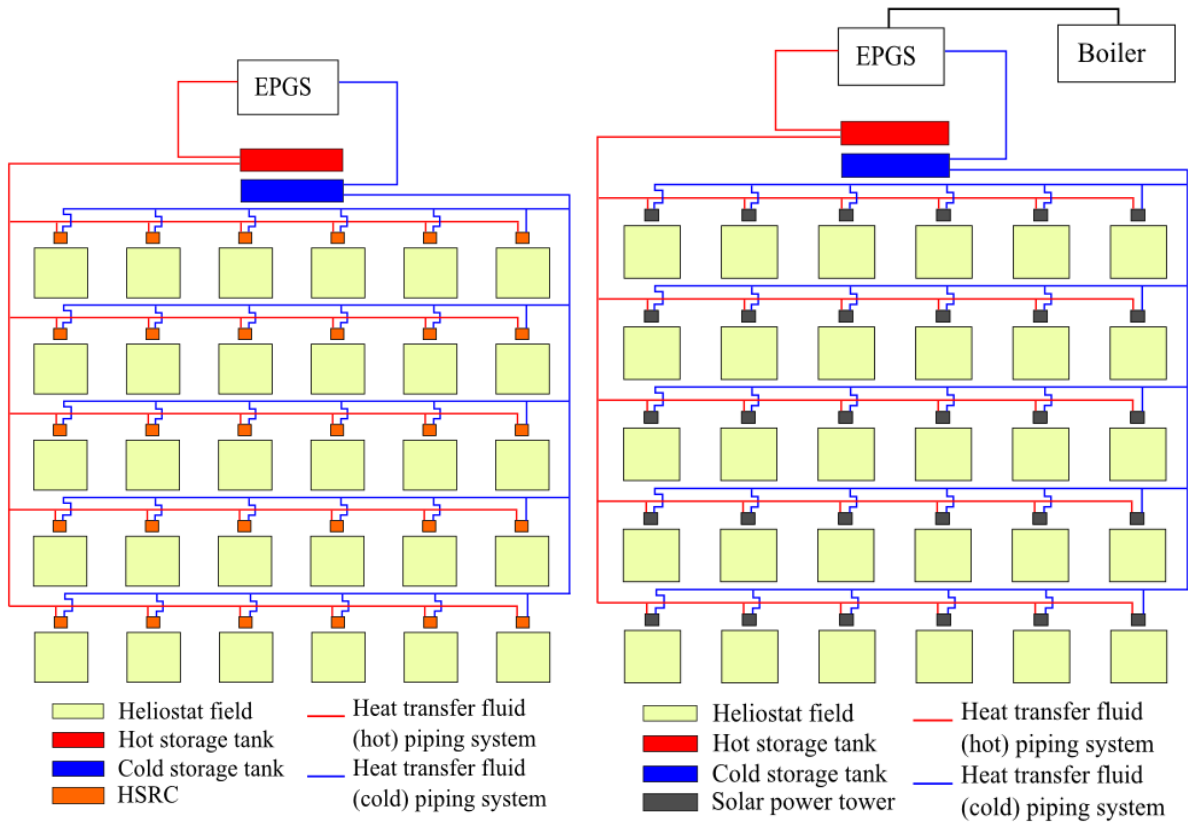 EPGS
Heliostat field
Hot storage tank
Cold storage tank
HSRC
Heat transfer fluid
(hot) piping system
Heat transfer fluid
(cold) piping system
EPGS
Boiler
Heliostat field
Hot storage tank
Cold storage tank
Solar power tower
Heat transfer fluid
(hot) piping system
Heat transfer fluid
(cold) piping system